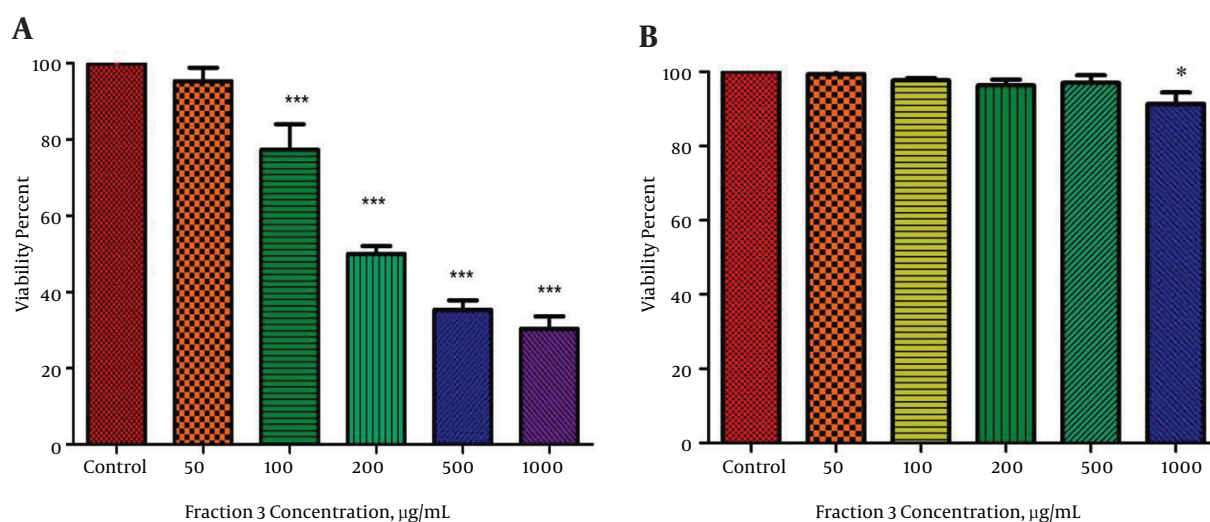 A
100
80
60
40
20
0
Viability Percent
***
***
***
***
Control 50 100 200 500 1000
Fraction 3 Concentration, µg/mL
B
100
80
60
40
20
0
Viability Percent
*
Control 50 100 200 500 1000
Fraction 3 Concentration, µg/mL